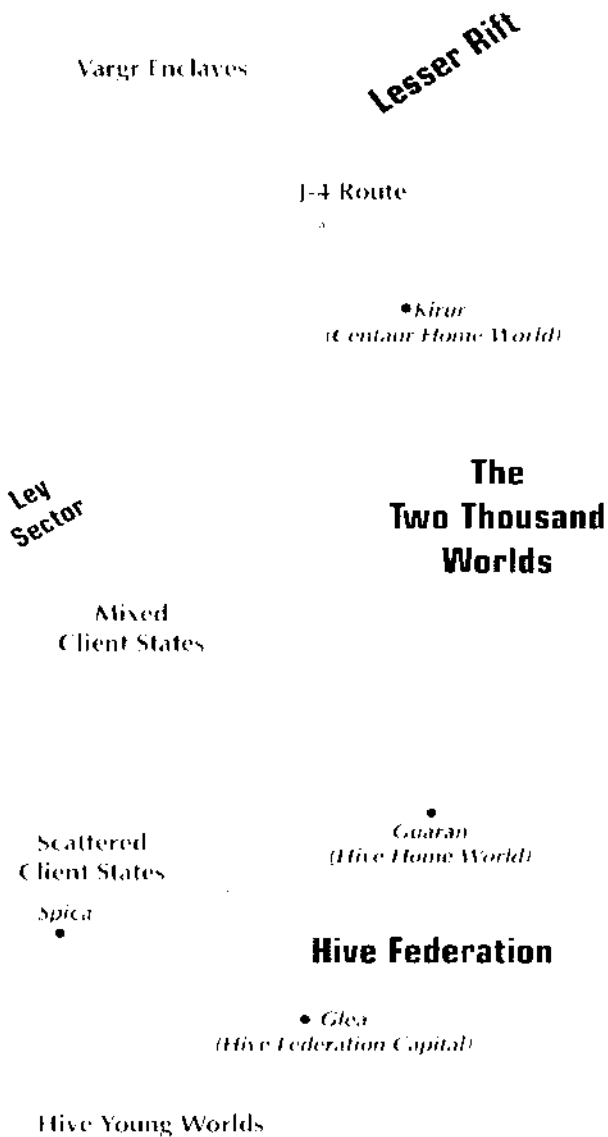 Lesser Rift
Vargr Enclaves
J-4 Route
Kirur
(Centaur Home World)
Ley
Sector
The
Two Thousand
Worlds
Mixed
Client States
Guaran
(Hive Home World)
Scattered
Client States
Spica
Hive Federation
Glea
(Hive Federation Capital)
Hive Young Worlds